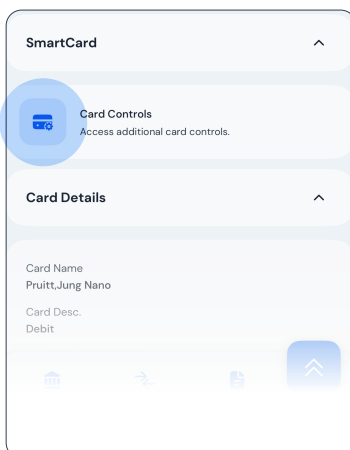 SmartCard
Card Controls
Access additional card controls.
Card Details
Card Name
Pruitt,Jung Nano
Card Desc.
Debit